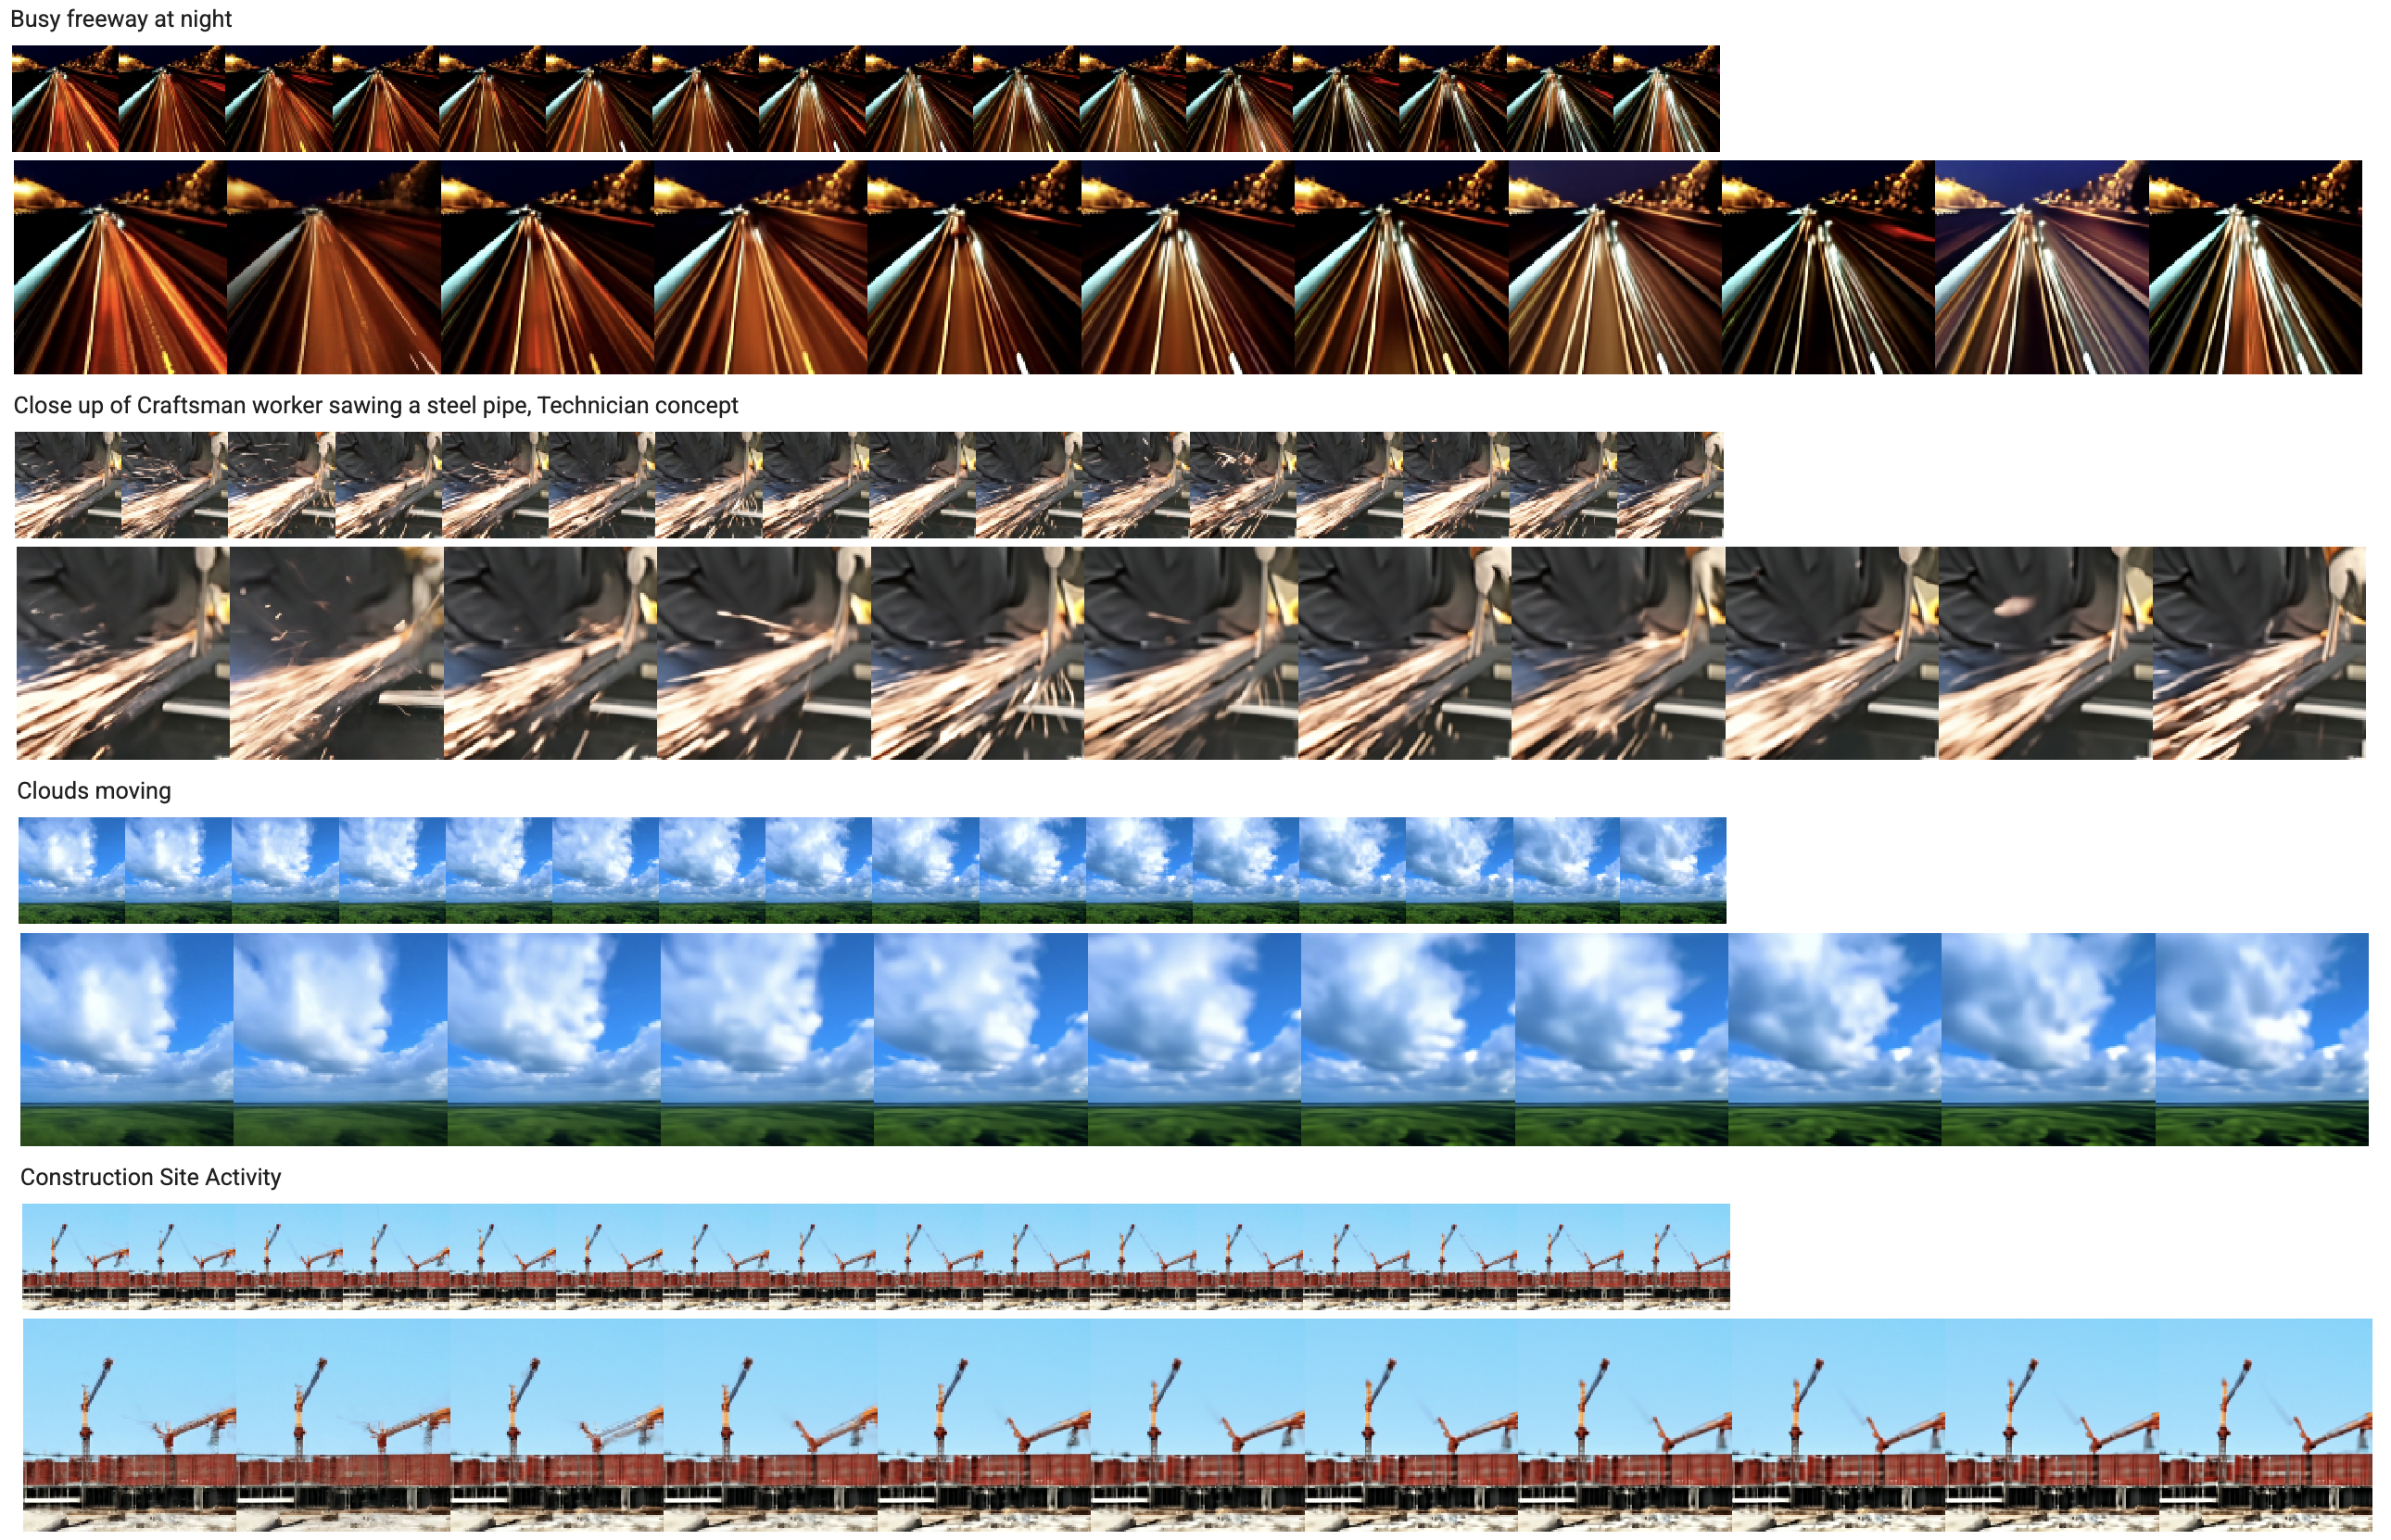 Busy freeway at night
Close up of Craftsman worker sawing a steel pipe, Technician concept
Clouds moving
Construction Site Activity